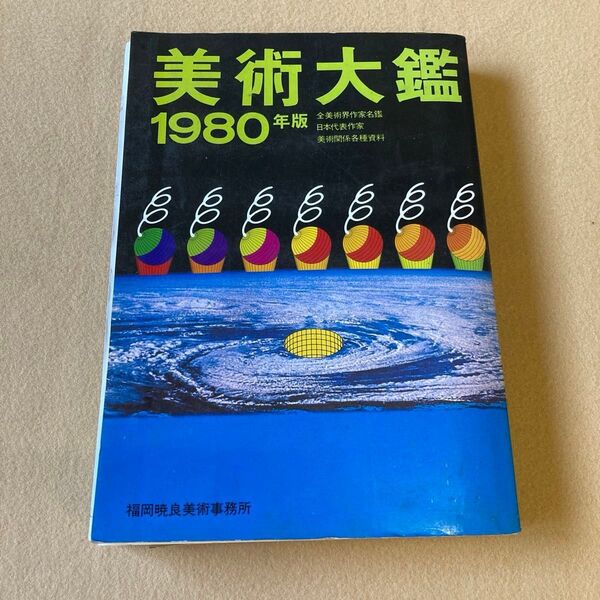 美術大鑑
1980年版
全美術界作家名鑑
日本代表作家
美術関係各種資料
福岡暁良美術事務所